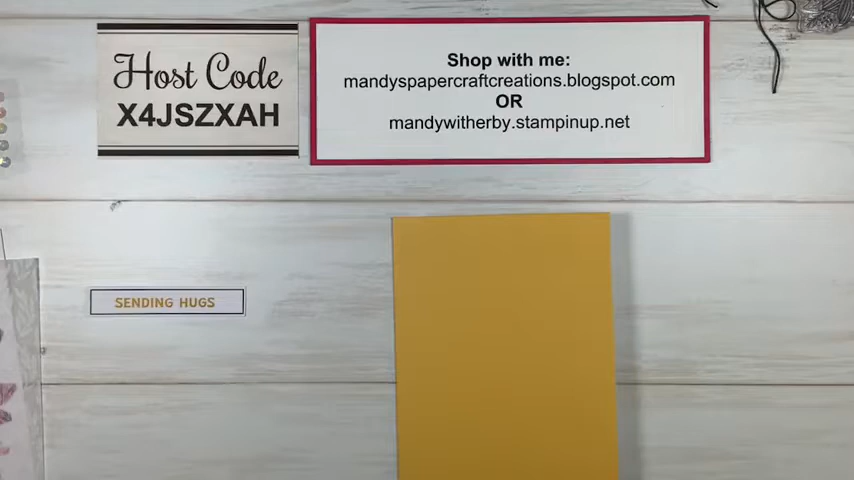 Host Code
X4JSZXAH
Shop with me:
mandyspapercraftcreations.blogspot.com
OR
mandywitherby.stampinup.net
SENDING HUGS